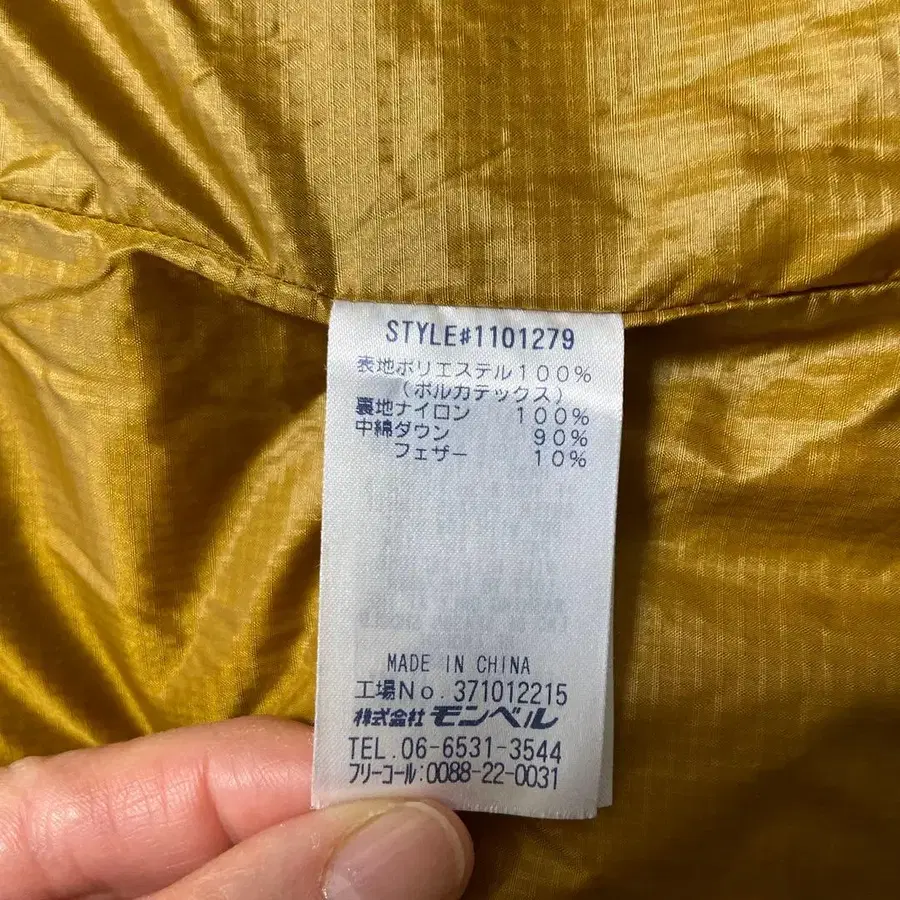 STYLE#1101279
表地ポリエステル100%
(ポルカテックス)
裏地ナイロン 100%
中綿ダウン 90%
フェザー 10%
MADE IN CHINA
工場No. 371012215
株式会社 モンベル
TEL.06-6531-3544
フリーコール:0088-22-0031